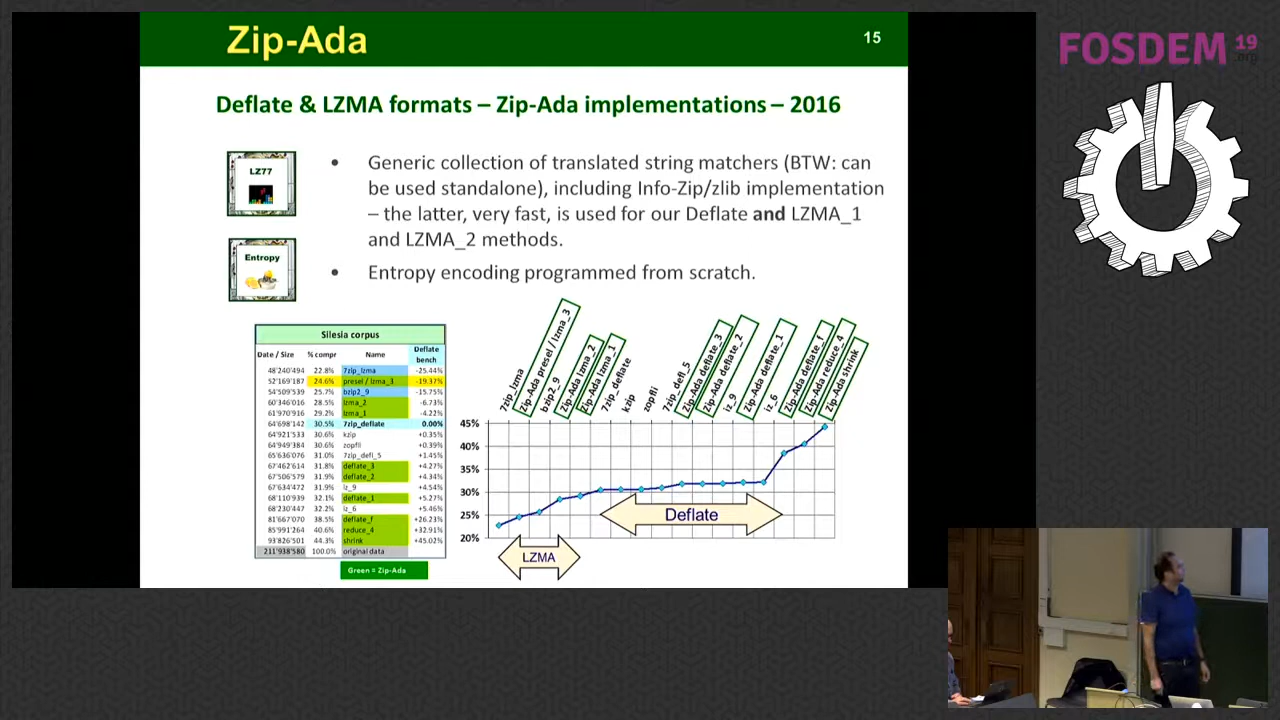 Zip-Ada
15
FOSDEM 19
.org
Deflate & LZMA formats – Zip-Ada implementations – 2016
LZ77
• Generic collection of translated string matchers (BTW: can
be used standalone), including Info-Zip/zlib implementation
– the latter, very fast, is used for our Deflate and LZMA_1
and LZMA_2 methods.
Entropy
• Entropy encoding programmed from scratch.
Silesia corpus
Date / Size % compr Name Deflate bench
48'240'494 22.8% 7zip_lzma -25.44%
52'169'187 24.6% presel / lzma_3 -19.37%
54'509'539 25.7% bzip2_9 -15.75%
60'346'016 28.5% lzma_2 -6.73%
61'970'916 29.2% lzma_1 -4.22%
64'698'142 30.5% 7zip_deflate 0.00%
64'921'533 30.6% kzip +0.35%
64'949'384 30.6% zopfli +0.39%
65'636'076 31.0% 7zip_defl_5 +1.45%
67'462'614 31.8% deflate_3 +4.27%
67'506'579 31.9% deflate_2 +4.34%
67'634'472 31.9% iz_9 +4.54%
68'110'939 32.1% deflate_1 +5.27%
68'230'447 32.2% iz_6 +5.46%
81'667'070 38.5% deflate_f +26.23%
85'991'264 40.6% reduce_4 +32.91%
93'826'501 44.3% shrink +45.02%
211'938'580 100.0% original data
Green = Zip-Ada
7zip_lzma
Zip-Ada presel / lzma_3
bzip2_9
Zip-Ada lzma_2
Zip-Ada lzma_1
7zip_deflate
kzip
zopfli
7zip_defl_5
Zip-Ada deflate_3
Zip-Ada deflate_2
iz_9
Zip-Ada deflate_1
iz_6
Zip-Ada deflate_f
Zip-Ada reduce_4
Zip-Ada shrink
45%
40%
35%
30%
25%
20%
Deflate
LZMA